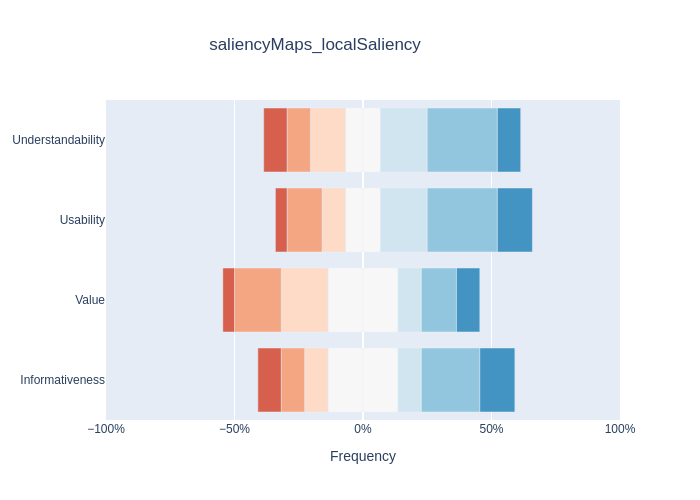 saliencyMaps_localSaliency
Understandability
Usability
Value
Informativeness
−100%
−50%
0%
50%
100%
Frequency